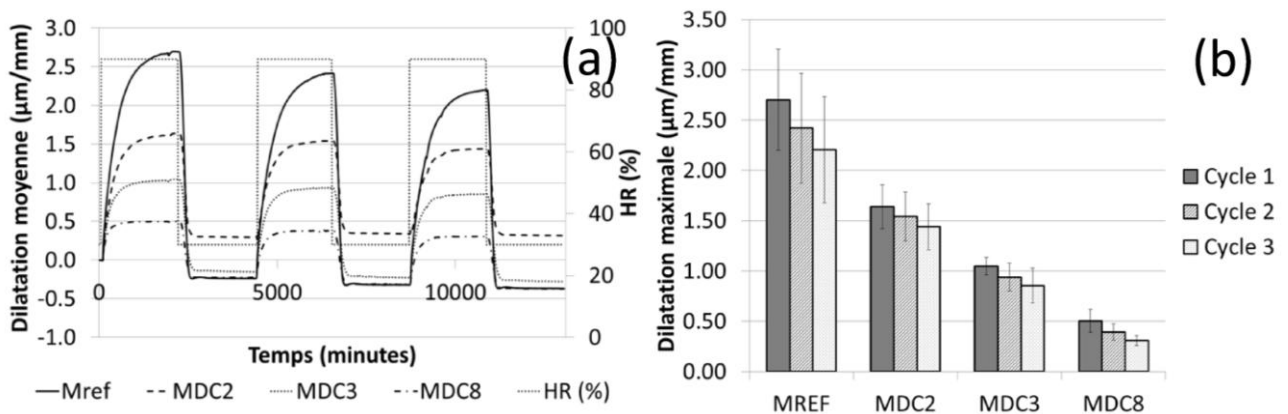 (a)
Dilatation moyenne (µm/mm)
3.0
2.5
2.0
1.5
1.0
0.5
0.0
-0.5
-1.0
0
5000
10000
Temps (minutes)
100
80
60
40
20
0
HR (%)
Mref
MDC2
MDC3
MDC8
HR (%)
(b)
Dilatation maximale (µm/mm)
3.50
3.00
2.50
2.00
1.50
1.00
0.50
0.00
MREF
MDC2
MDC3
MDC8
Cycle 1
Cycle 2
Cycle 3